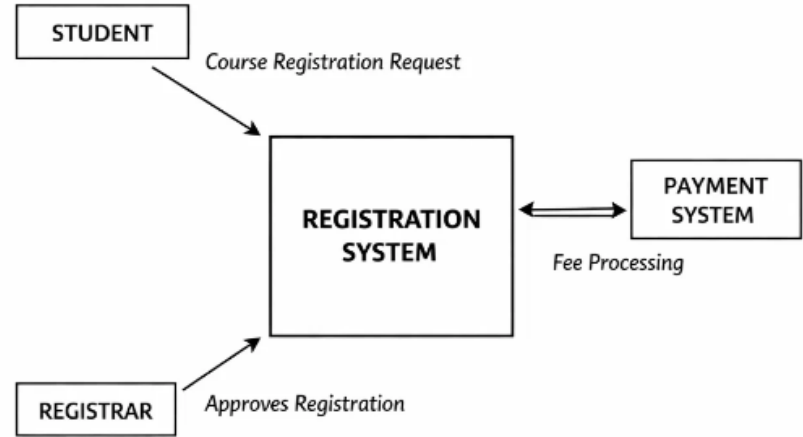 STUDENT
Course Registration Request
REGISTRATION
SYSTEM
PAYMENT
SYSTEM
Fee Processing
REGISTRAR
Approves Registration